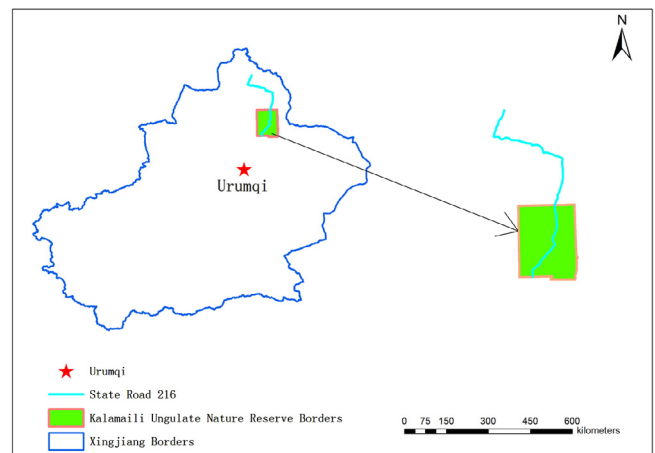 N
Urumqi
Urumqi
State Road 216
Kalamaili Ungulate Nature Reserve Borders
Xingjiang Borders
0 75 150 300 450 600
kilometers